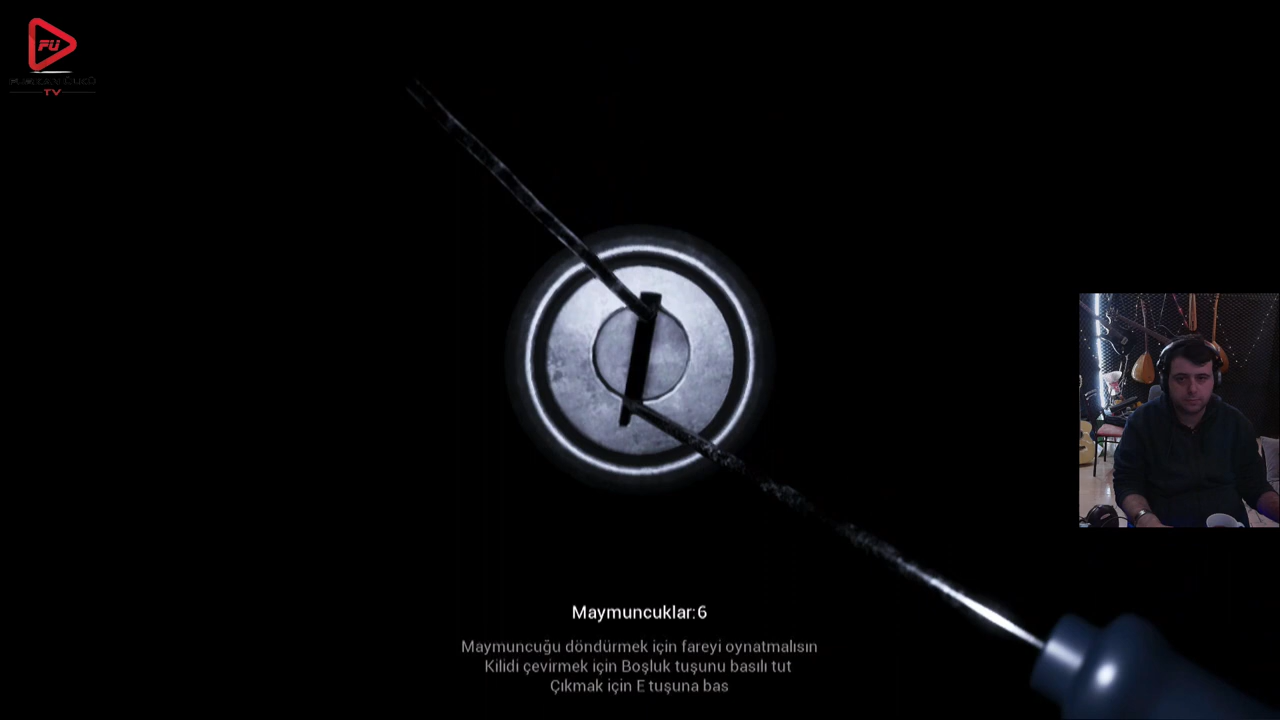 FU
TV
Maymuncuklar:6
Maymuncuğu döndürmek için fareyi oynatmalısın
Kilidi çevirmek için Boşluk tuşunu basılı tut
Çıkmak için E tuşuna bas